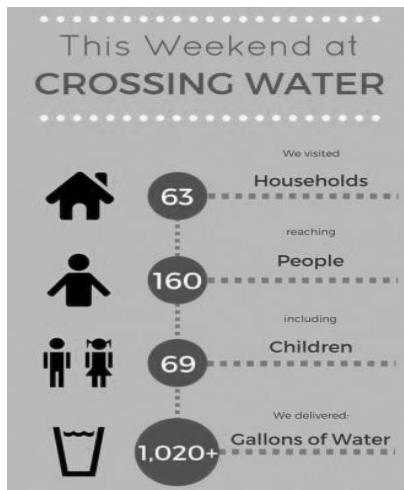 This Weekend at
CROSSING WATER
We visited
63
Households
reaching
160
People
including
69
Children
We delivered:
1,020+
Gallons of Water